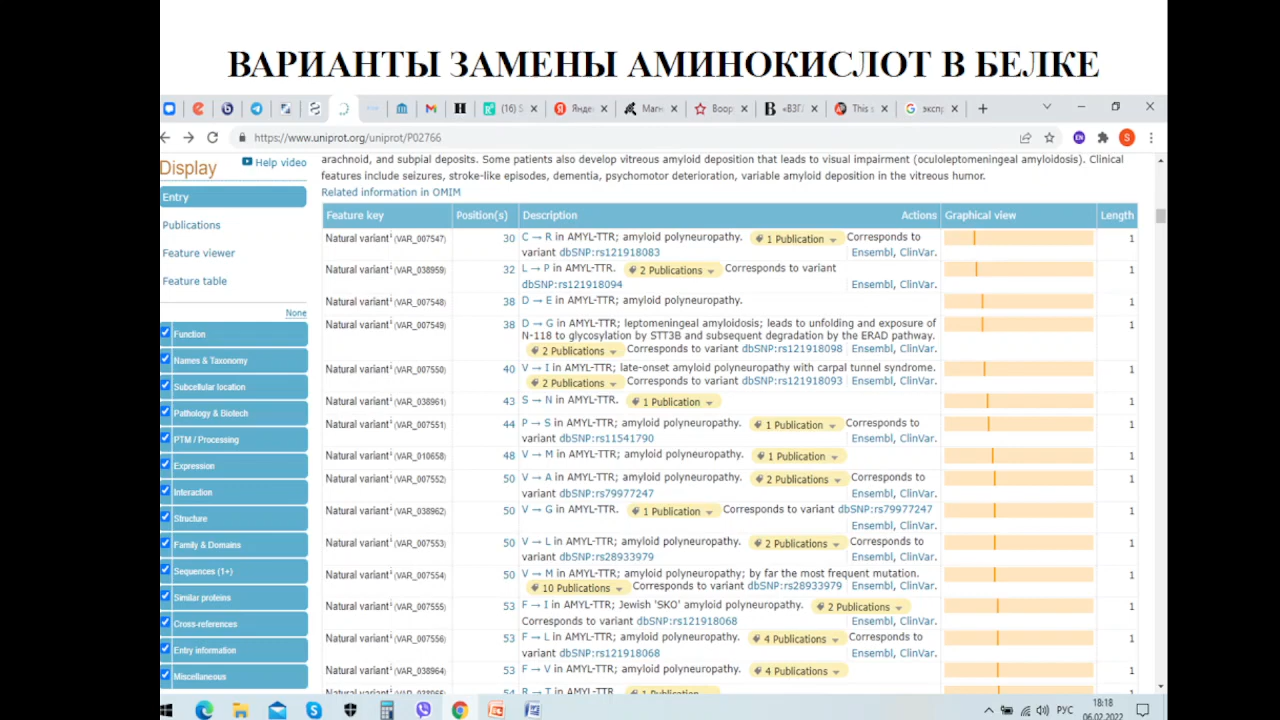 ВАРИАНТЫ ЗАМЕНЫ АМИНОКИСЛОТ В БЕЛКЕ
(16) S
Янде
Магн
Воор
«ВЗГЛ
This s
эксп
https://www.uniprot.org/uniprot/P02766
EN
S
Help video
Display
Entry
Publications
Feature viewer
Feature table
None
Function
Names & Taxonomy
Subcellular location
Pathology & Biotech
PTM / Processing
Expression
Interaction
Structure
Family & Domains
Sequences (1+)
Similar proteins
Cross-references
Entry information
Miscellaneous
arachnoid, and subpial deposits. Some patients also develop vitreous amyloid deposition that leads to visual impairment (oculoleptomeningeal amyloidosis). Clinical
features include seizures, stroke-like episodes, dementia, psychomotor deterioration, variable amyloid deposition in the vitreous humor.
Related information in OMIM
Feature key Position(s) Description Actions Graphical view Length
Natural variant i (VAR_007547) 30 C → R in AMYL-TTR; amyloid polyneuropathy. 1 Publication Corresponds to 1
variant dbSNP:rs121918083 Ensembl, ClinVar.
Natural variant i (VAR_038959) 32 L → P in AMYL-TTR. 2 Publications Corresponds to variant 1
dbSNP:rs121918094 Ensembl, ClinVar.
Natural variant i (VAR_007548) 38 D → E in AMYL-TTR; amyloid polyneuropathy. 1
Natural variant i (VAR_007549) 38 D → G in AMYL-TTR; leptomeningeal amyloidosis; leads to unfolding and exposure of 1
N-118 to glycosylation by STT3B and subsequent degradation by the ERAD pathway.
2 Publications Corresponds to variant dbSNP:rs121918098 Ensembl, ClinVar.
Natural variant i (VAR_007550) 40 V → I in AMYL-TTR; late-onset amyloid polyneuropathy with carpal tunnel syndrome. 1
2 Publications Corresponds to variant dbSNP:rs121918093 Ensembl, ClinVar.
Natural variant i (VAR_038961) 43 S → N in AMYL-TTR. 1 Publication 1
Natural variant i (VAR_007551) 44 P → S in AMYL-TTR; amyloid polyneuropathy. 1 Publication Corresponds to 1
variant dbSNP:rs11541790 Ensembl, ClinVar.
Natural variant i (VAR_010658) 48 V → M in AMYL-TTR; amyloid polyneuropathy. 1 Publication 1
Natural variant i (VAR_007552) 50 V → A in AMYL-TTR; amyloid polyneuropathy. 2 Publications Corresponds to 1
variant dbSNP:rs79977247 Ensembl, ClinVar.
Natural variant i (VAR_038962) 50 V → G in AMYL-TTR. 1 Publication Corresponds to variant dbSNP:rs79977247 1
Ensembl, ClinVar.
Natural variant i (VAR_007553) 50 V → L in AMYL-TTR; amyloid polyneuropathy. 2 Publications Corresponds to 1
variant dbSNP:rs28933979 Ensembl, ClinVar.
Natural variant i (VAR_007554) 50 V → M in AMYL-TTR; amyloid polyneuropathy; by far the most frequent mutation. 1
10 Publications Corresponds to variant dbSNP:rs28933979 Ensembl, ClinVar.
Natural variant i (VAR_007555) 53 F → I in AMYL-TTR; Jewish 'SKO' amyloid polyneuropathy. 2 Publications 1
Corresponds to variant dbSNP:rs121918068 Ensembl, ClinVar.
Natural variant i (VAR_007556) 53 F → L in AMYL-TTR; amyloid polyneuropathy. 4 Publications Corresponds to 1
variant dbSNP:rs121918068 Ensembl, ClinVar.
Natural variant i (VAR_038964) 53 F → V in AMYL-TTR; amyloid polyneuropathy. 4 Publications 1
54 R → T in AMYL-TTR. 1 Publication
РУС
18:18
06.02.2022